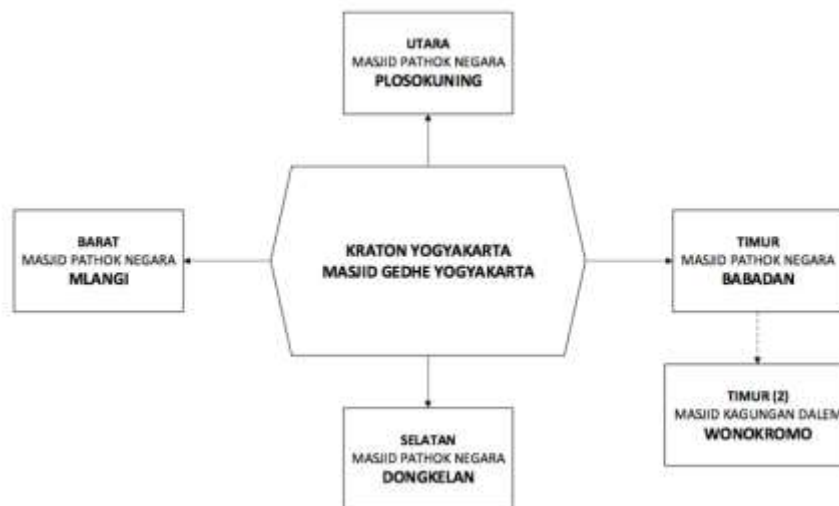 UTARA
MASJID PATHOK NEGARA
PLOSOKUNING
KRATON YOGYAKARTA
MASJID GEDHE YOGYAKARTA
BARAT
MASJID PATHOK NEGARA
MLANGI
TIMUR
MASJID PATHOK NEGARA
BABADAN
TIMUR (2)
MASJID KAGUNGAN DALEM
WONOKROMO
SELATAN
MASJID PATHOK NEGARA
DONGKELAN